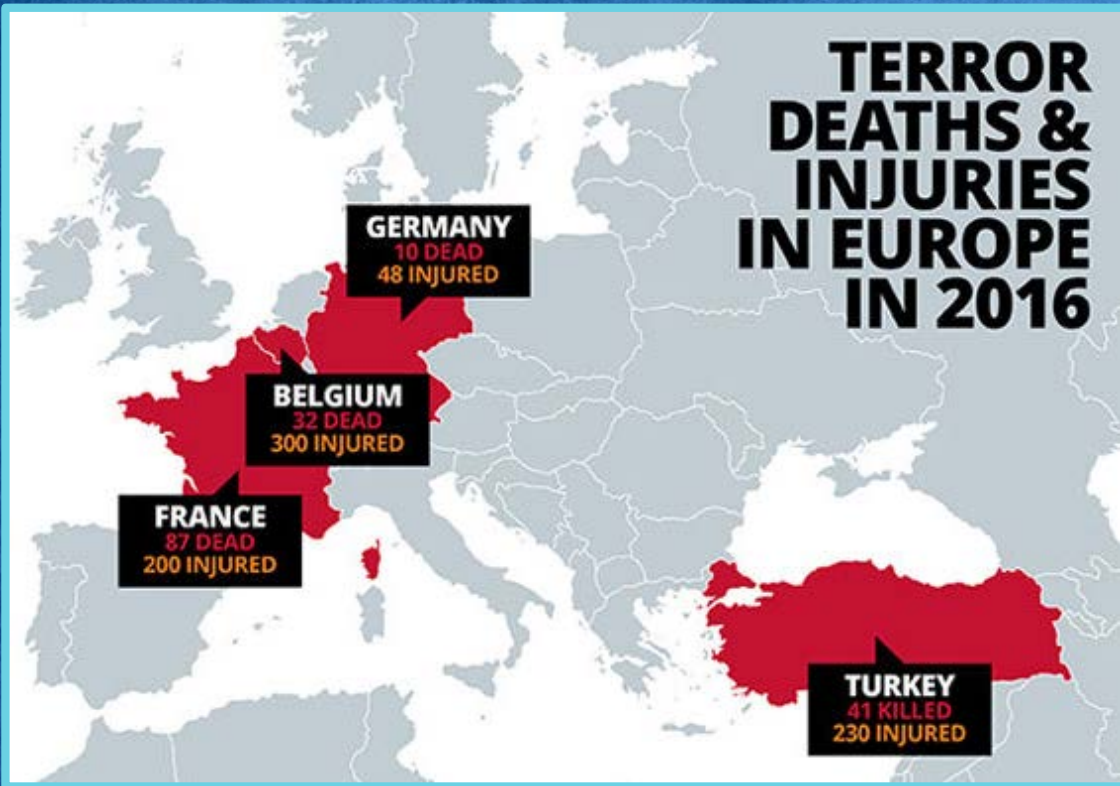 TERROR
DEATHS &
INJURIES
IN EUROPE
IN 2016
GERMANY
10 DEAD
48 INJURED
BELGIUM
32 DEAD
300 INJURED
FRANCE
87 DEAD
200 INJURED
TURKEY
41 KILLED
230 INJURED